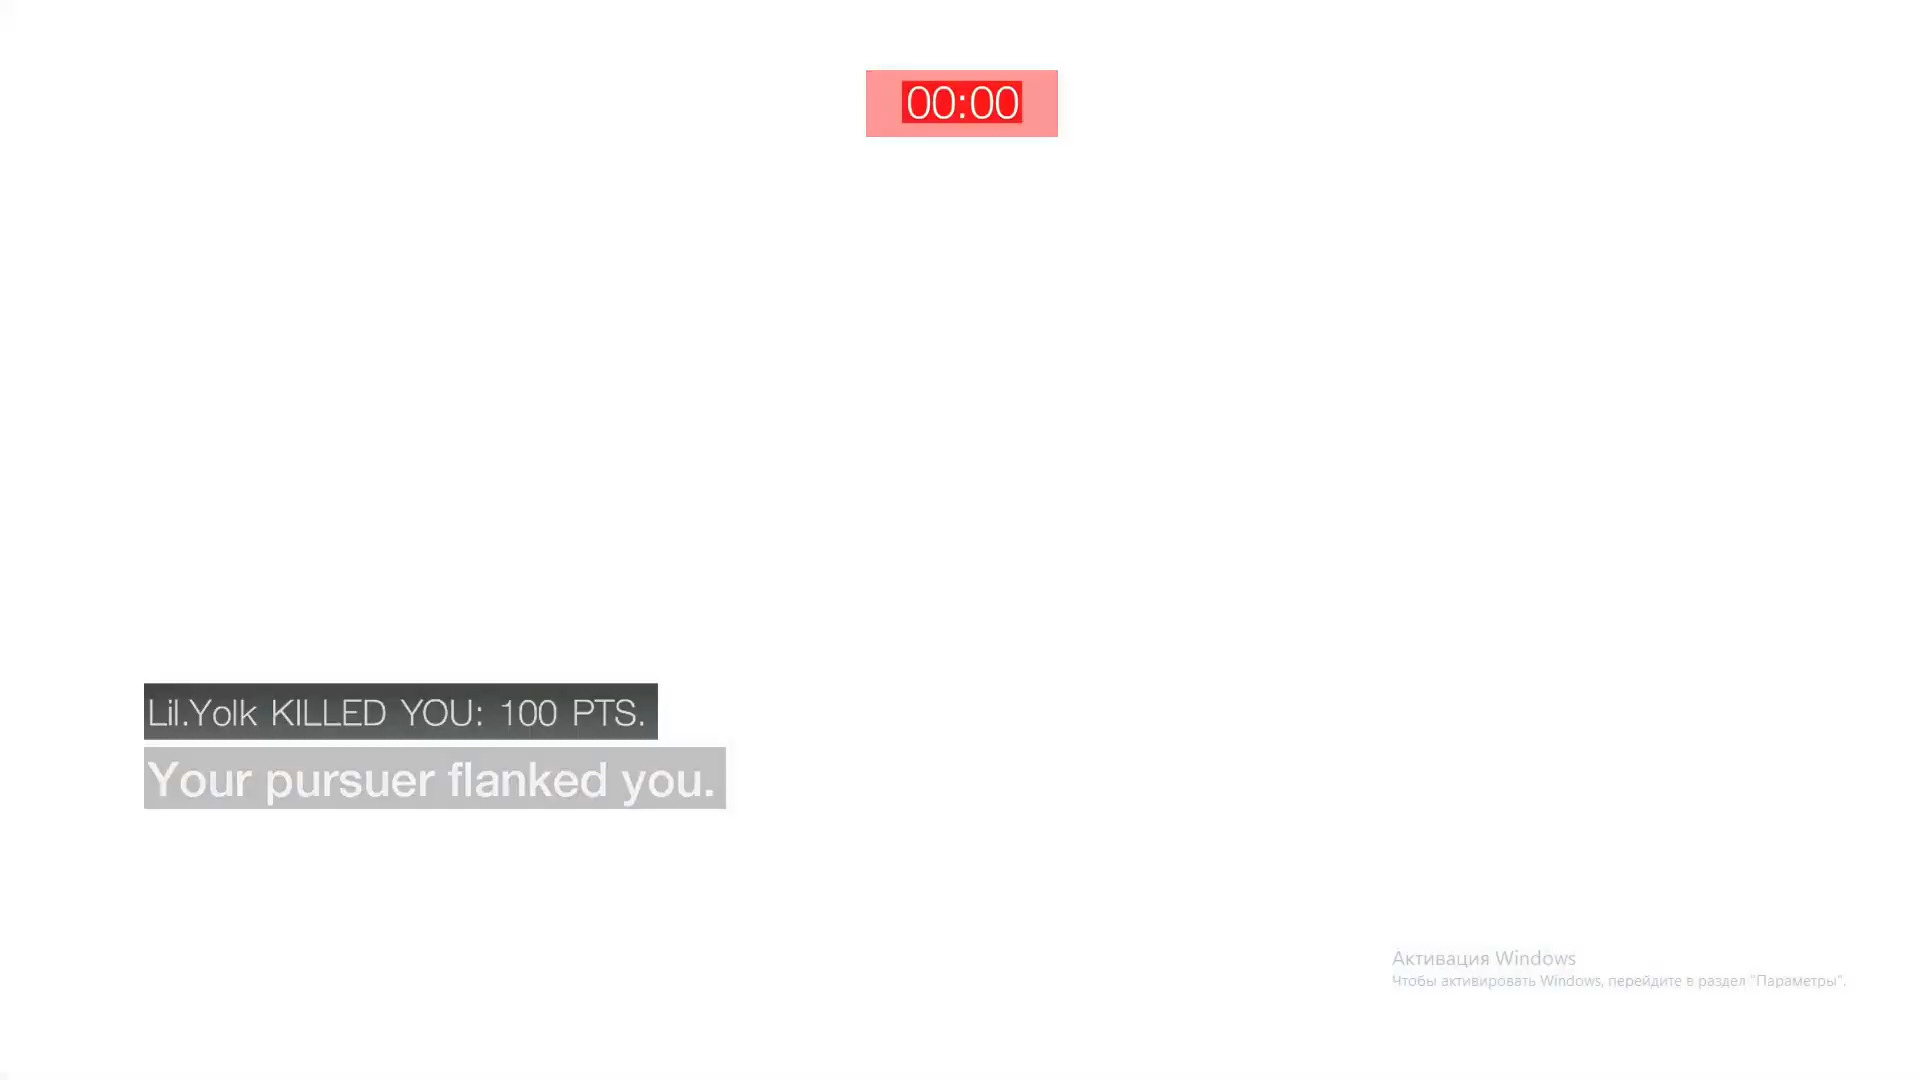 00:00
Lil.Yolk KILLED YOU: 100 PTS.
Your pursuer flanked you.
Активация Windows
Чтобы активировать Windows, перейдите в раздел "Параметры".